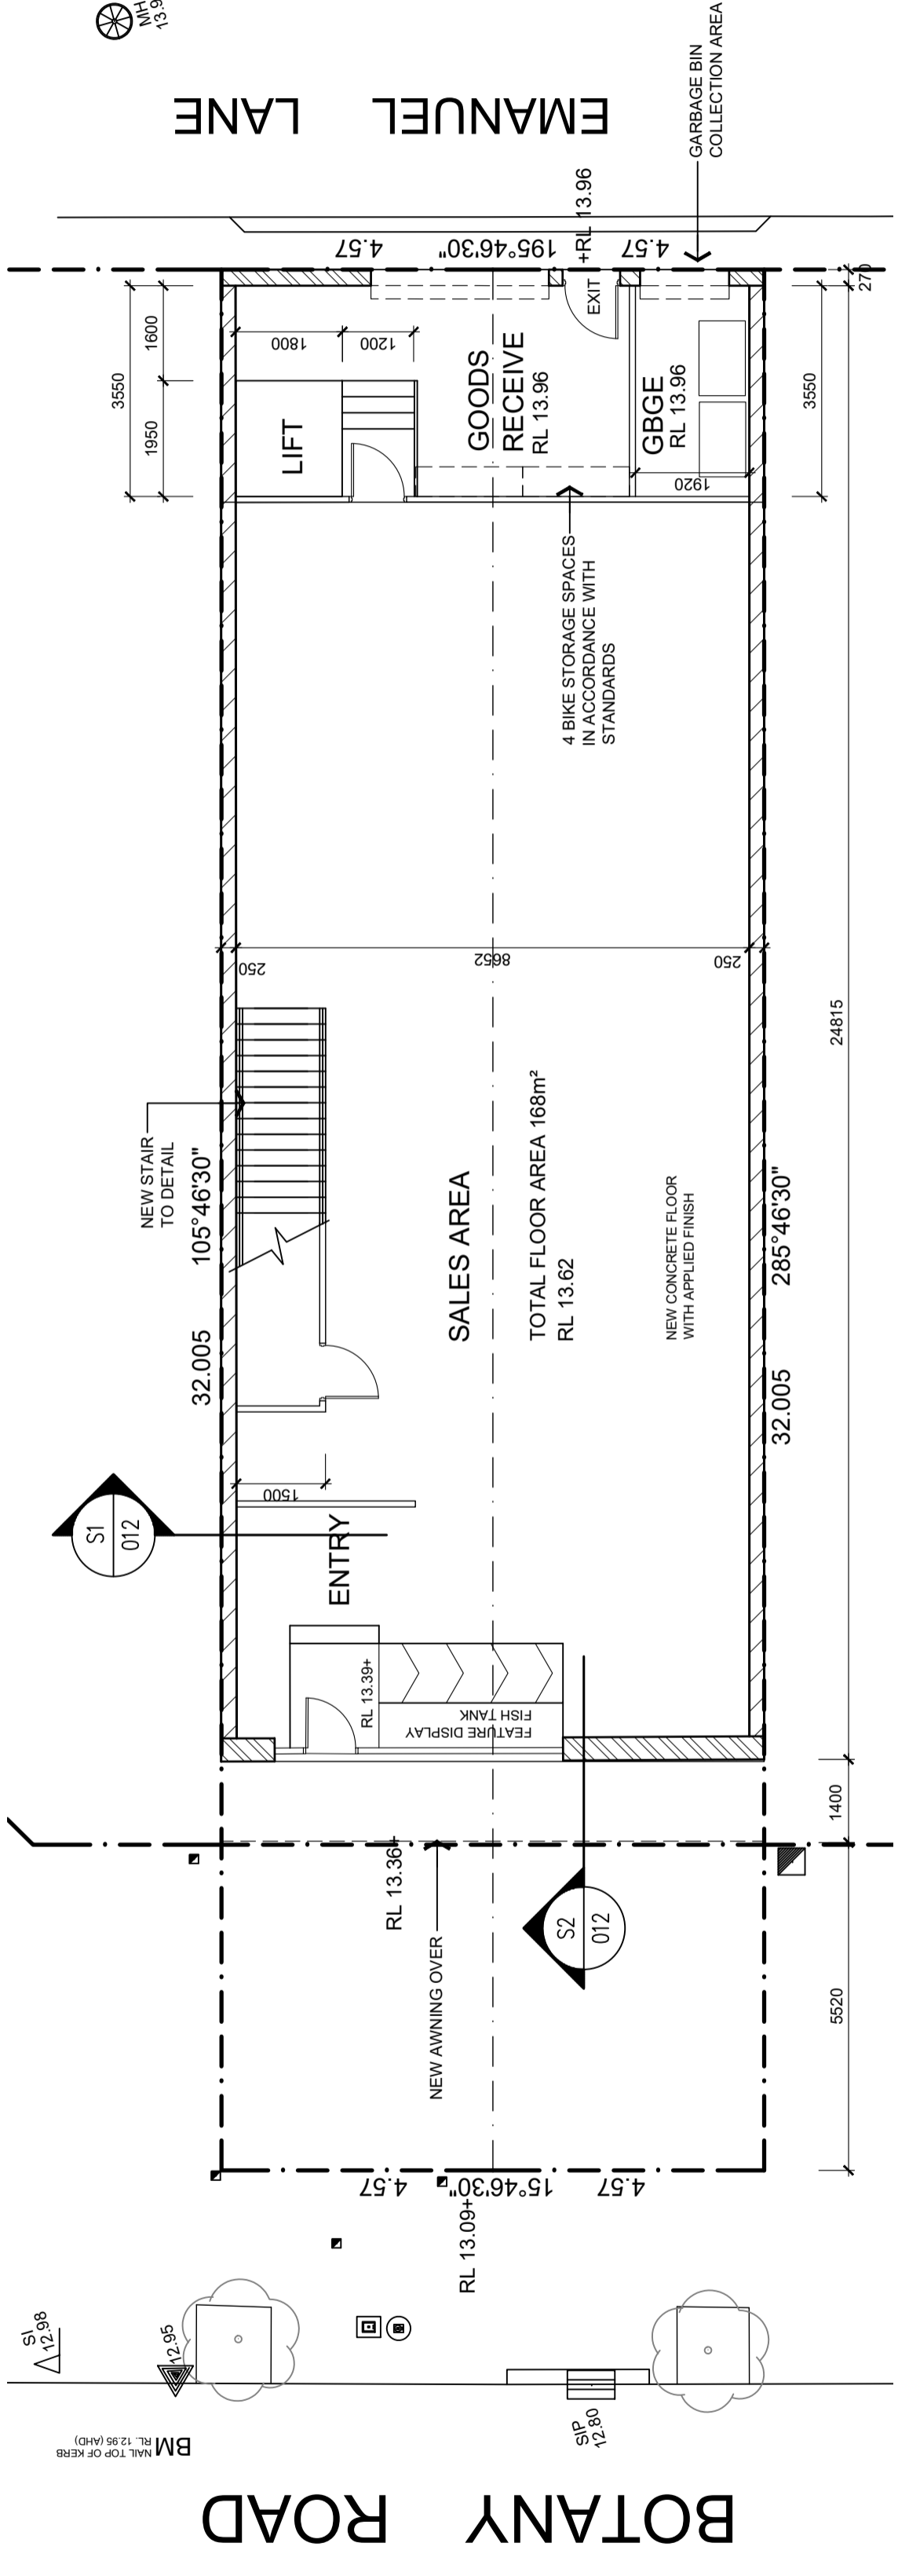 MH
EMANUEL LANE
GARBAGE BIN
COLLECTION AREA
4.57
195°46'30"
+RL 13.96
4.57
270
3550
1600
1950
1800
1200
LIFT
GOODS
RECEIVE
RL 13.96
EXIT
GBGE
RL 13.96
1920
3550
4 BIKE STORAGE SPACES
IN ACCORDANCE WITH
STANDARDS
250
8652
250
24815
NEW STAIR
TO DETAIL
32.005 105°46'30"
SALES AREA
TOTAL FLOOR AREA 168m²
RL 13.62
NEW CONCRETE FLOOR
WITH APPLIED FINISH
32.005 285°46'30"
1500
S1
012
ENTRY
RL 13.39+
FEATURE DISPLAY
FISH TANK
1400
RL 13.36+
NEW AWNING OVER
S2
012
5520
4.57
15°46'30"
4.57
RL 13.09+
SI
12.98
12.95
BM
NAIL TOP OF KERB
RL. 12.95 (AHD)
SIP
12.80
BOTANY ROAD